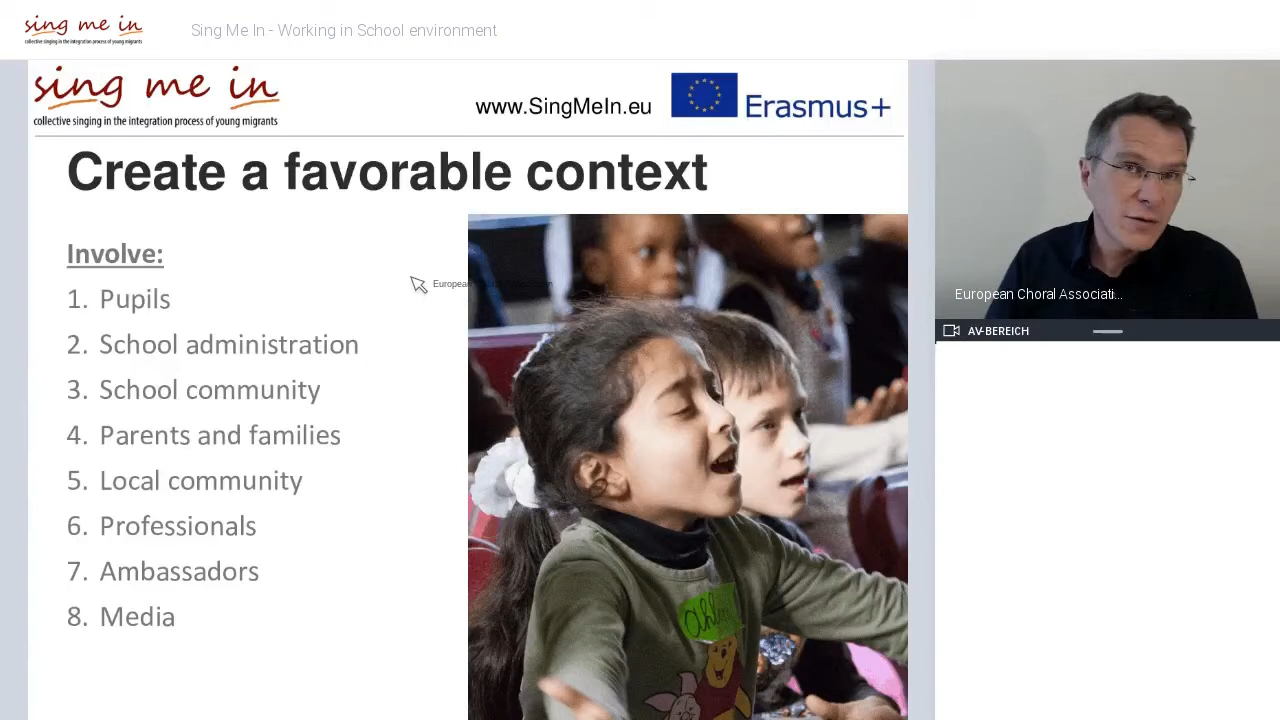 sing me in
collective singing in the integration process of young migrants
Sing Me In - Working in School environment
sing me in
collective singing in the integration process of young migrants
www.SingMeIn.eu
Erasmus+
Create a favorable context
Involve:
1. Pupils
2. School administration
3. School community
4. Parents and families
5. Local community
6. Professionals
7. Ambassadors
8. Media
European
European Choral Associati...
AV-BEREICH